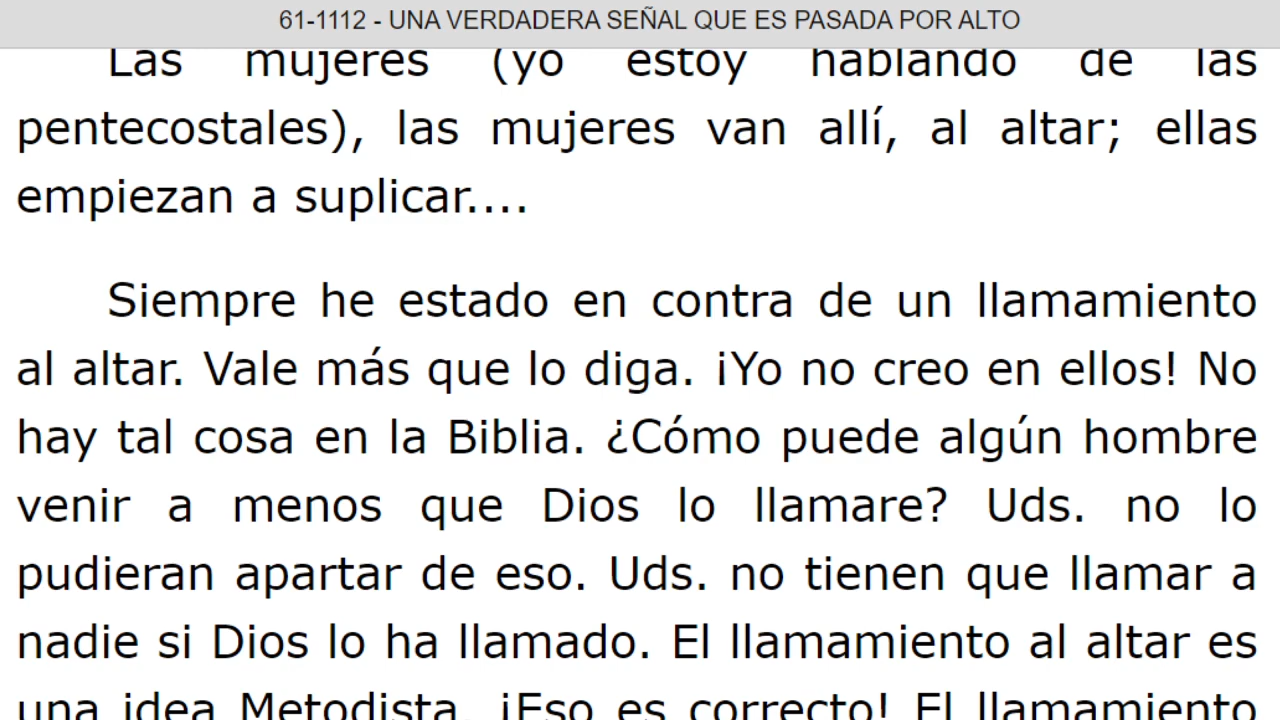 61-1112 - UNA VERDADERA SEÑAL QUE ES PASADA POR ALTO
Las mujeres (yo estoy hablando de las
pentecostales), las mujeres van allí, al altar; ellas
empiezan a suplicar....
Siempre he estado en contra de un llamamiento
al altar. Vale más que lo diga. ¡Yo no creo en ellos! No
hay tal cosa en la Biblia. ¿Cómo puede algún hombre
venir a menos que Dios lo llamare? Uds. no lo
pudieran apartar de eso. Uds. no tienen que llamar a
nadie si Dios lo ha llamado. El llamamiento al altar es
una idea Metodista. ¡Eso es correcto! El llamamiento